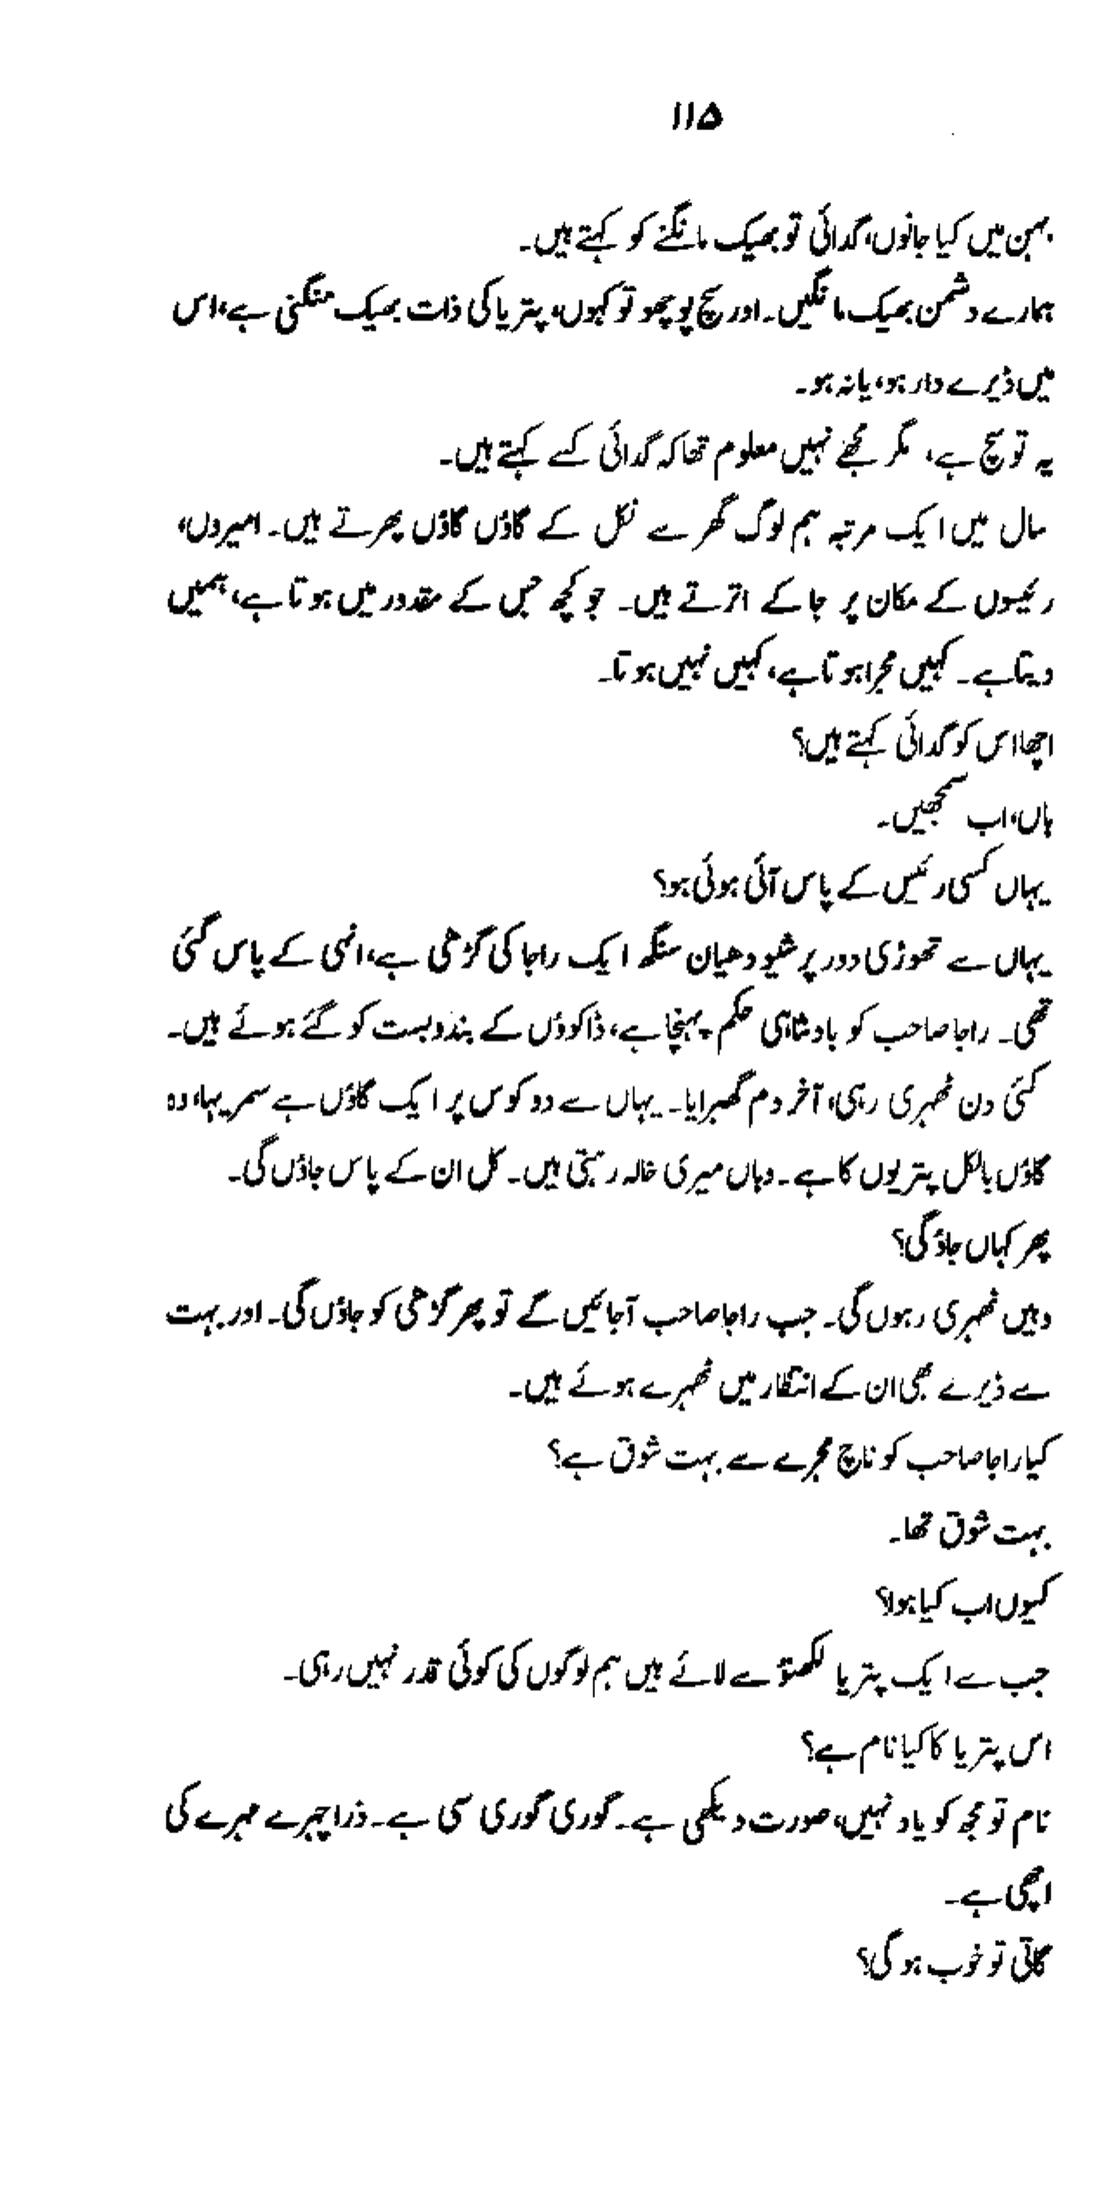 ۱۱۵
بہن میں کیا جانوں، گدائی تو بھیک مانگنے کو کہتے ہیں۔
ہمارے دشمن بھیک مانگیں۔ اور سچ پوچھو تو کہوں، پتریا کی ذات بھیک منگنی ہے، اس
میں ڈیرے دار ہو، یا نہ ہو۔
یہ تو سچ ہے، مگر مجھے نہیں معلوم تھا کہ گدائی کسے کہتے ہیں۔
سال میں ایک مرتبہ ہم لوگ گھر سے نکل کے گاؤں گاؤں پھرتے ہیں۔ امیروں،
رئیسوں کے مکان پر جا کے اترتے ہیں۔ جو کچھ جس کے مقدور میں ہوتا ہے، ہمیں
دیتا ہے۔ کہیں مجرا ہوتا ہے، کہیں نہیں ہوتا۔
اچھا اس کو گدائی کہتے ہیں؟
ہاں، اب سمجھیں۔
یہاں کسی رئیس کے پاس آئی ہوئی ہو؟
یہاں سے تھوڑی دور پر شیو دھیان سنگھ ایک راجا کی گڑھی ہے، انہی کے پاس گئی
تھی۔ راجا صاحب کو بادشاہی حکم پہنچا ہے، ڈاکوؤں کے بندوبست کو گئے ہوئے ہیں۔
کئی دن ٹھہری رہی، آخر دم گھبرایا۔ یہاں سے دو کوس پر ایک گاؤں ہے سمریہا، وہ
گاؤں بالکل پتریوں کا ہے۔ وہاں میری خالہ رہتی ہیں۔ کل ان کے پاس جاؤں گی۔
پھر کہاں جاؤ گی؟
وہیں ٹھہری رہوں گی۔ جب راجا صاحب آ جائیں گے تو پھر گڑھی کو جاؤں گی۔ اور بہت
سے ڈیرے بھی ان کے انتظار میں ٹھہرے ہوئے ہیں۔
کیا راجا صاحب کو ناچ مجرے سے بہت شوق ہے؟
بہت شوق تھا۔
کیوں اب کیا ہوا؟
جب سے ایک پتریا لکھنؤ سے لائے ہیں ہم لوگوں کی کوئی قدر نہیں رہی۔
اس پتریا کا کیا نام ہے؟
نام تو مجھ کو یاد نہیں، صورت دیکھی ہے۔ گوری گوری سی ہے۔ ذرا چہرے مہرے کی
اچھی ہے۔
گاتی تو خوب ہو گی؟